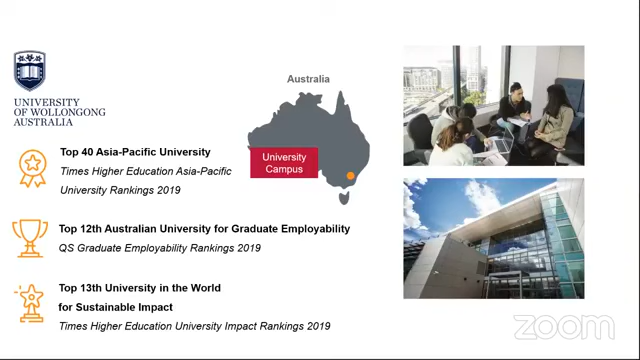 UNIVERSITY
OF WOLLONGONG
AUSTRALIA
Top 40 Asia-Pacific University
Times Higher Education Asia-Pacific
University Rankings 2019
Top 12th Australian University for Graduate Employability
QS Graduate Employability Rankings 2019
Top 13th University in the World
for Sustainable Impact
Times Higher Education University Impact Rankings 2019
Australia
University
Campus
zoom